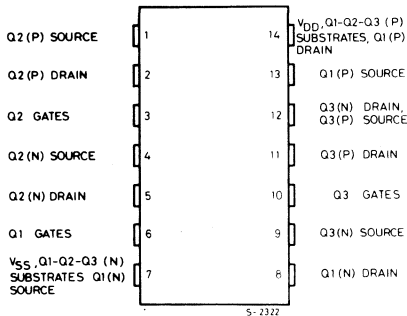 Q2 (P) SOURCE
Q2 (P) DRAIN
Q2 GATES
Q2 (N) SOURCE
Q2 (N) DRAIN
Q1 GATES
VSS, Q1-Q2-Q3 (N)
SUBSTRATES Q1(N)
SOURCE
1
2
3
4
5
6
7
14
13
12
11
10
9
8
VDD, Q1-Q2-Q3 (P)
SUBSTRATES, Q1(P)
DRAIN
Q1(P) SOURCE
Q3(N) DRAIN,
Q3(P) SOURCE
Q3(P) DRAIN
Q3 GATES
Q3(N) SOURCE
Q1(N) DRAIN
S-2322